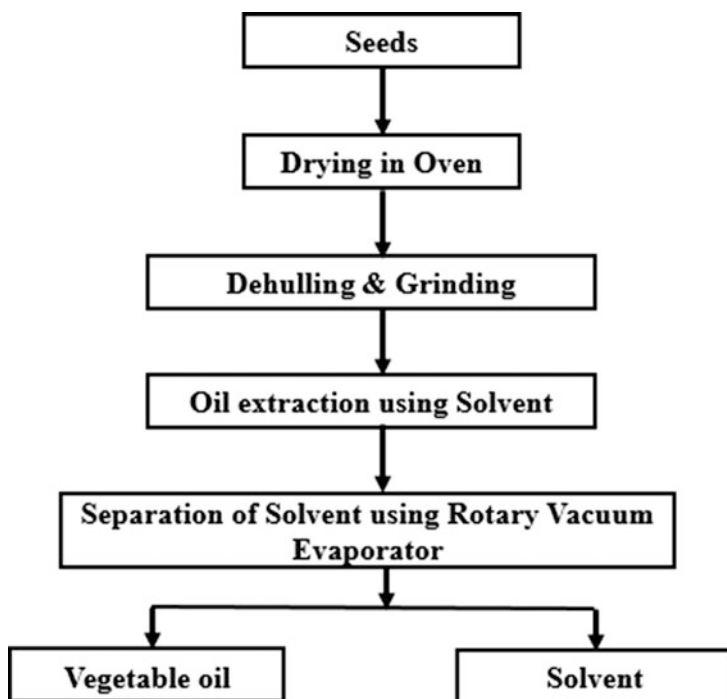 Seeds
Drying in Oven
Dehulling & Grinding
Oil extraction using Solvent
Separation of Solvent using Rotary Vacuum
Evaporator
Vegetable oil
Solvent